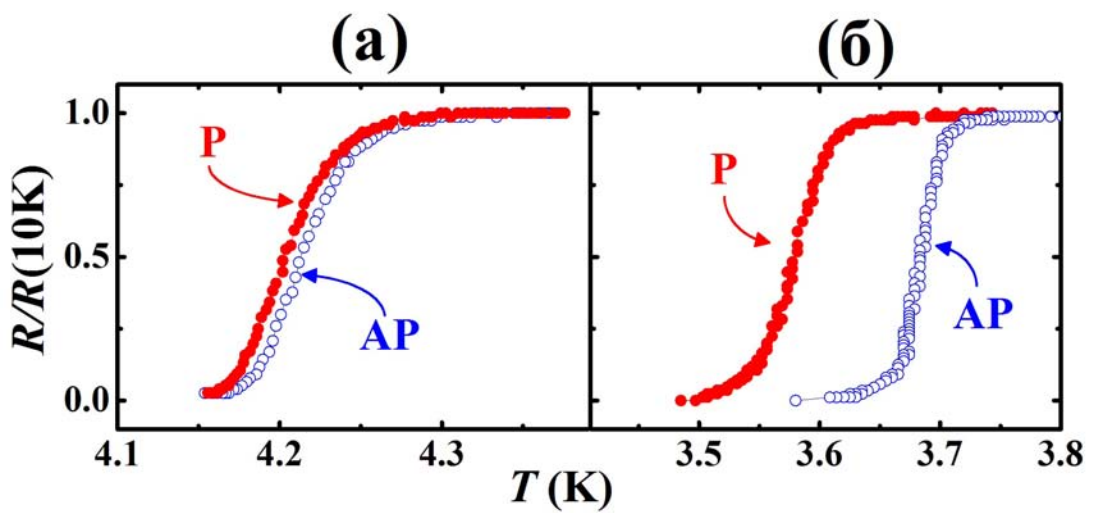 (а) (б)
R/R(10K)
1.0
0.5
0.0
P
AP
P
AP
4.1 4.2 4.3 3.5 3.6 3.7 3.8
T (K)